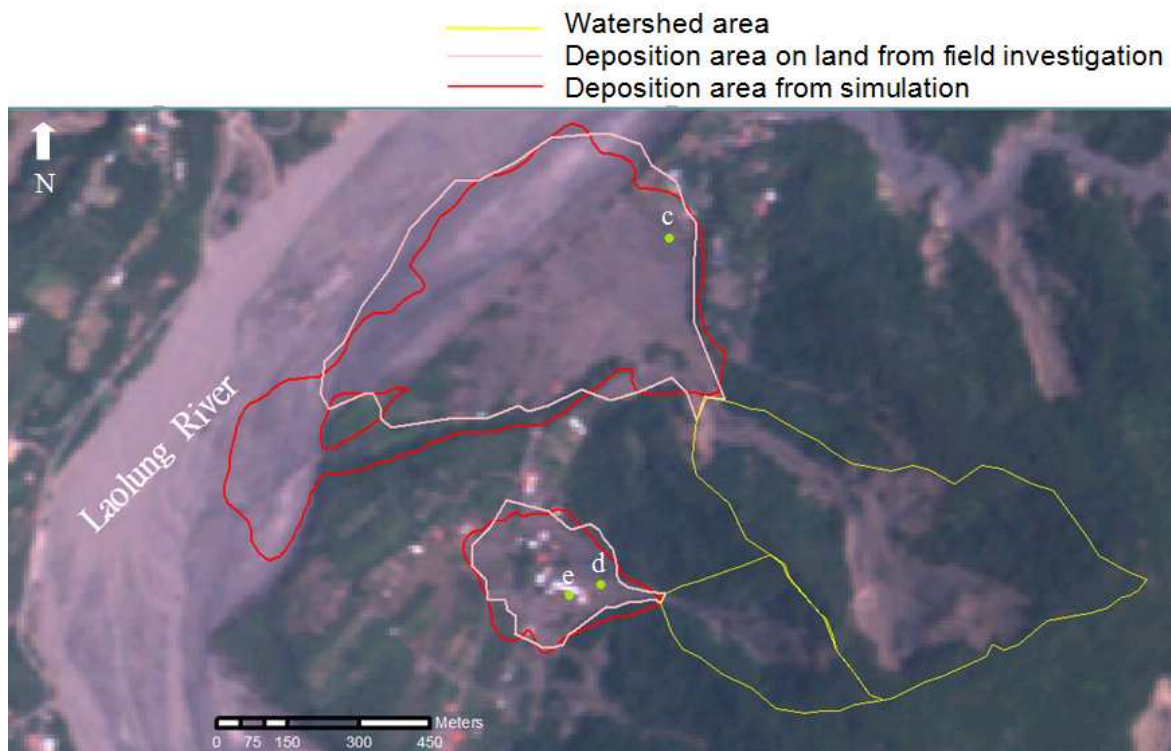 Watershed area
Deposition area on land from field investigation
Deposition area from simulation
N
c
Laolung River
d
e
Meters
0 75 150 300 450